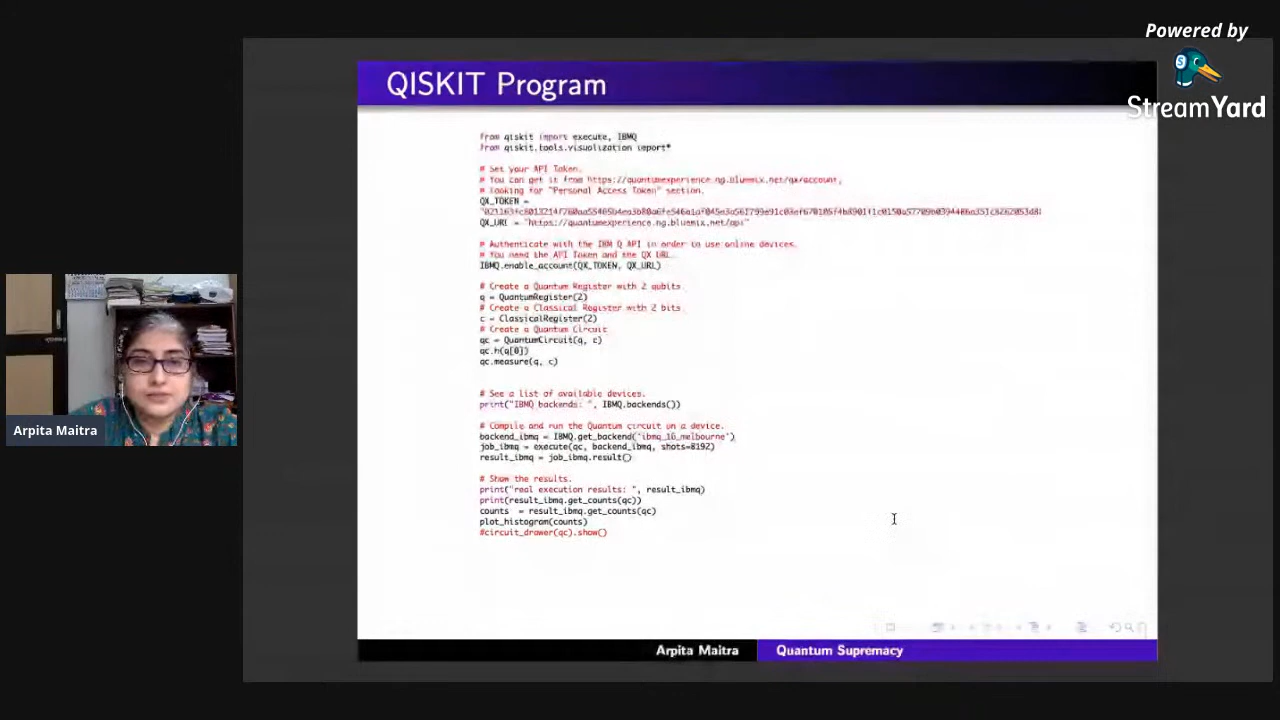 Powered by
StreamYard
QISKIT Program
from qiskit import execute, IBMQ
from qiskit.tools.visualization import*
# Set your API Token.
# You can get it from https://quantumexperience.ng.bluemix.net/qx/account,
# looking for "Personal Access Token" section.
QX_TOKEN =
QX_URL = "https://quantumexperience.ng.bluemix.net/api"
# Authenticate with the IBM Q API in order to use online devices.
# You need the API Token and the QX URL.
IBMQ.enable_account(QX_TOKEN, QX_URL)
# Create a Quantum Register with 2 qubits.
q = QuantumRegister(2)
# Create a Classical Register with 2 bits.
c = ClassicalRegister(2)
# Create a Quantum Circuit
qc = QuantumCircuit(q, c)
qc.h(q[0])
qc.measure(q, c)
# See a list of available devices.
print("IBMQ backends: ", IBMQ.backends())
# Compile and run the Quantum circuit on a device.
backend_ibmq = IBMQ.get_backend('ibmq_16_melbourne')
job_ibmq = execute(qc, backend_ibmq, shots=8192)
result_ibmq = job_ibmq.result()
# Show the results.
print("real execution results: ", result_ibmq)
print(result_ibmq.get_counts(qc))
counts = result_ibmq.get_counts(qc)
plot_histogram(counts)
#circuit_drawer(qc).show()
Arpita Maitra
Arpita Maitra
Quantum Supremacy